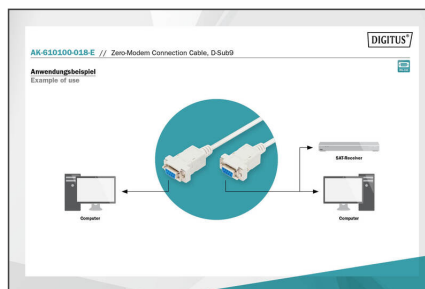 DIGITUS®
AK-610100-018-E // Zero-Modem Connection Cable, D-Sub9
Anwendungsbeispiel
Example of use
SAT-Receiver
Computer
Computer